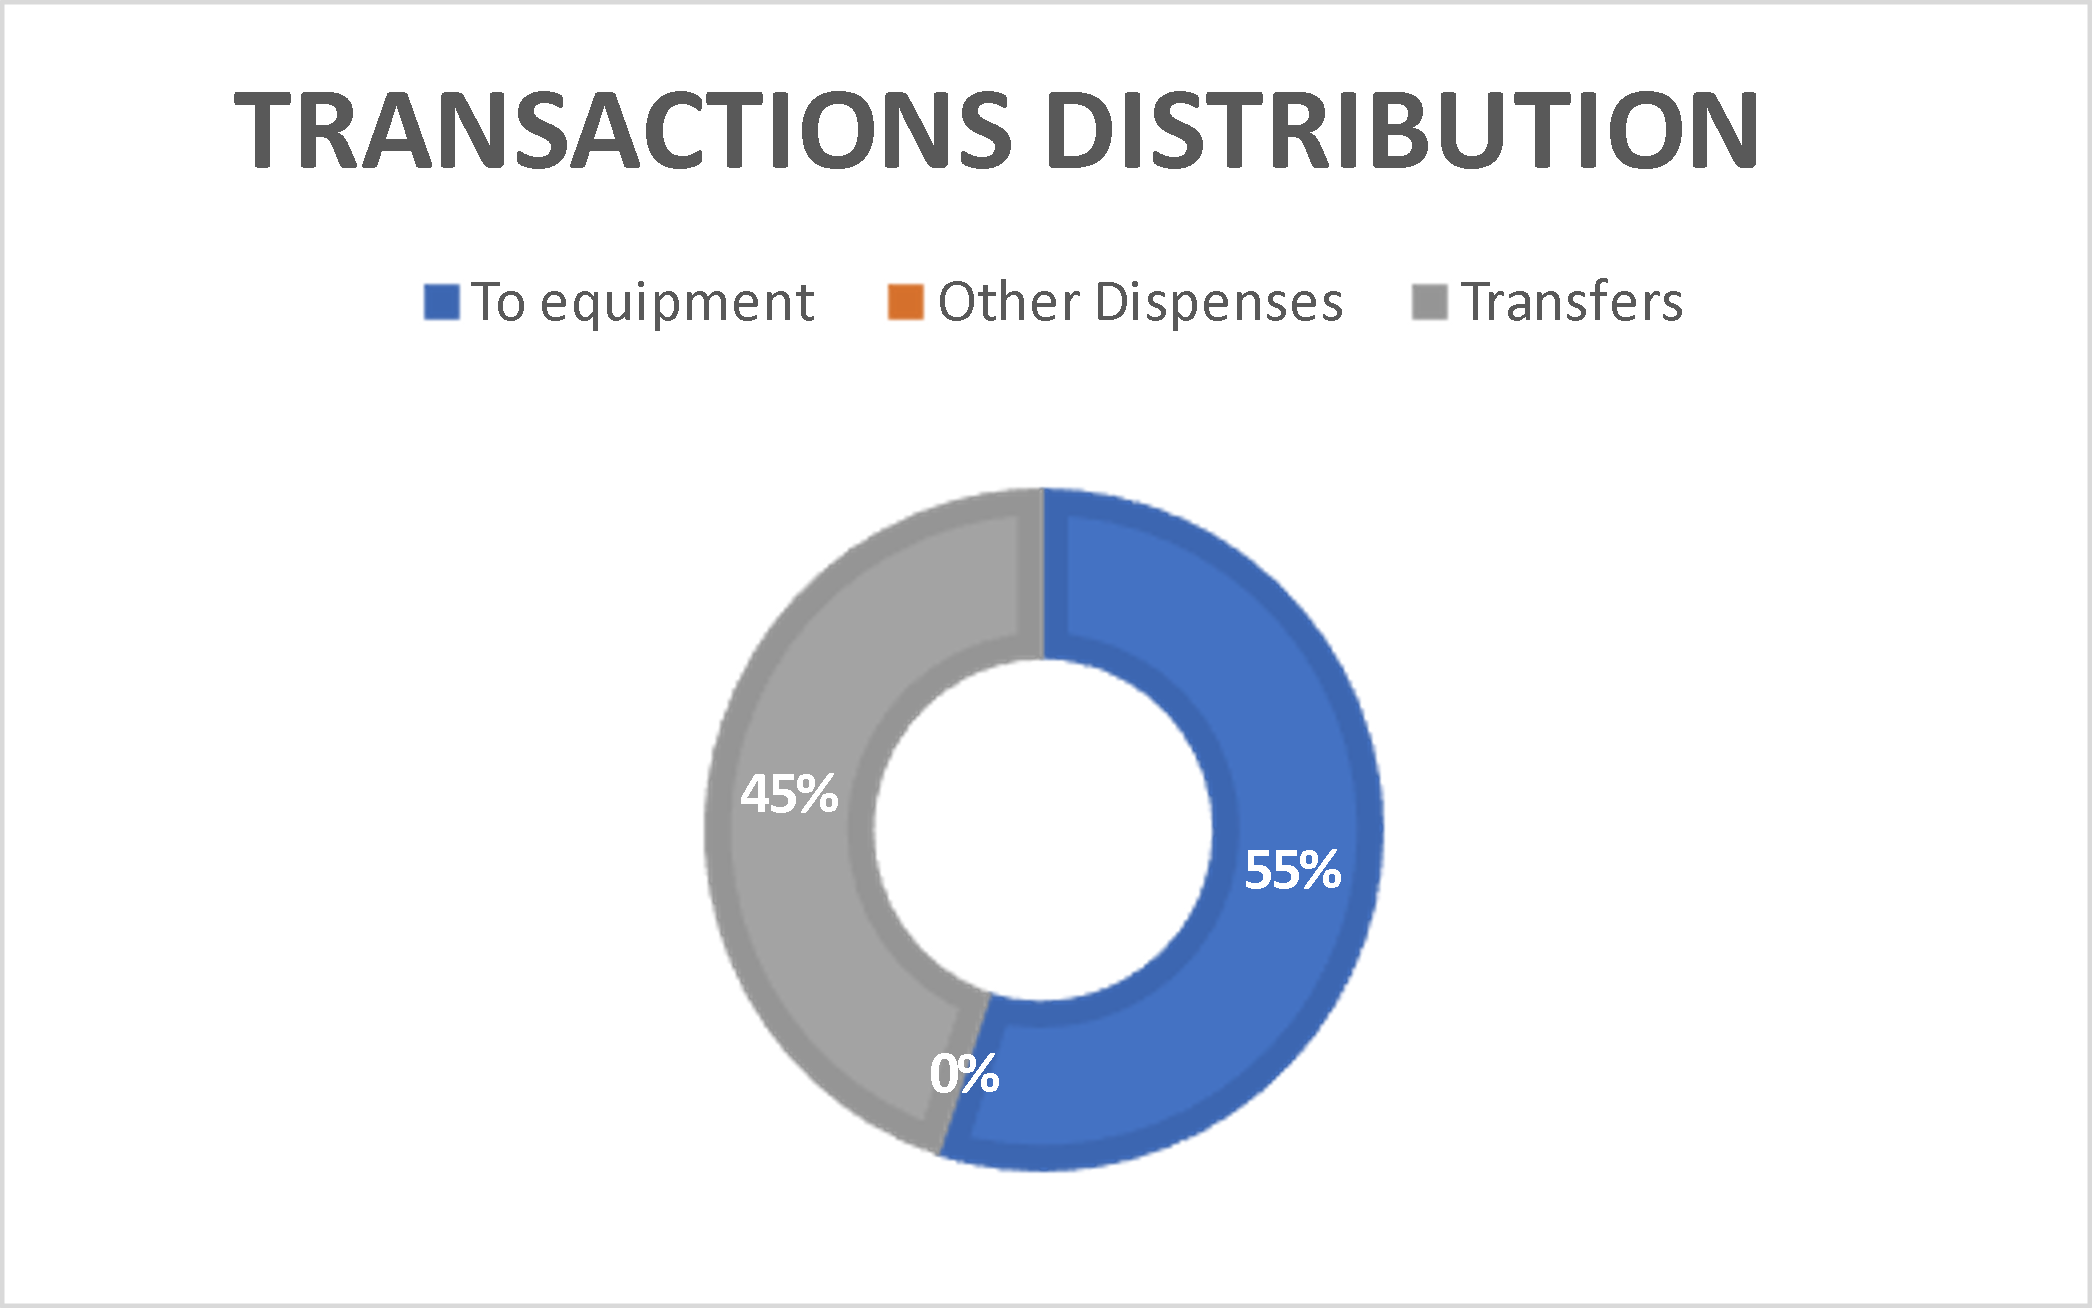 TRANSACTIONS DISTRIBUTION
To equipment Other Dispenses Transfers
45%
55%
0%